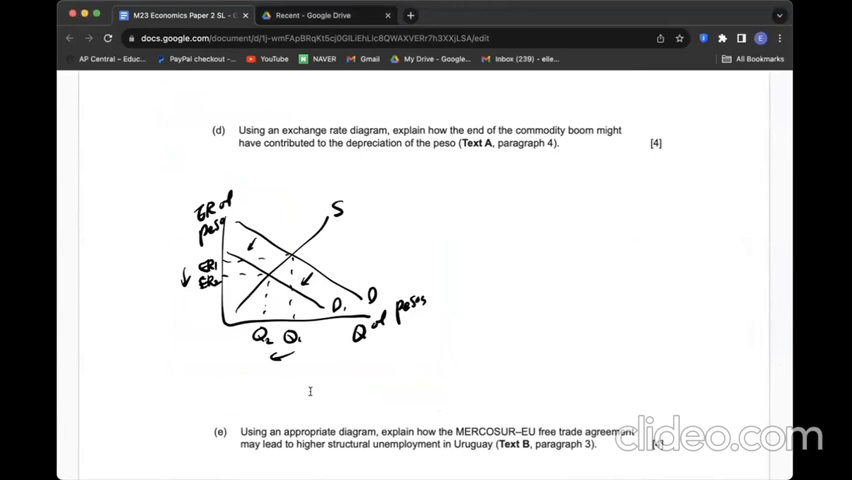 M23 Economics Paper 2 SL - G
Recent - Google Drive
docs.google.com/document/d/1j-wmFApBRqKt5cj0GILiEhLlc8QWAXVERr7h3XXjLSA/edit
AP Central – Educ...
PayPal checkout -...
YouTube
NAVER
Gmail
My Drive – Google...
Inbox (239) - elle...
All Bookmarks
(d) Using an exchange rate diagram, explain how the end of the commodity boom might
have contributed to the depreciation of the peso (Text A, paragraph 4). [4]
ER of
peso
S
ER1
ER2
D1
D
Q2 Q1 Q of pesos
(e) Using an appropriate diagram, explain how the MERCOSUR–EU free trade agreement
may lead to higher structural unemployment in Uruguay (Text B, paragraph 3).
clideo.com